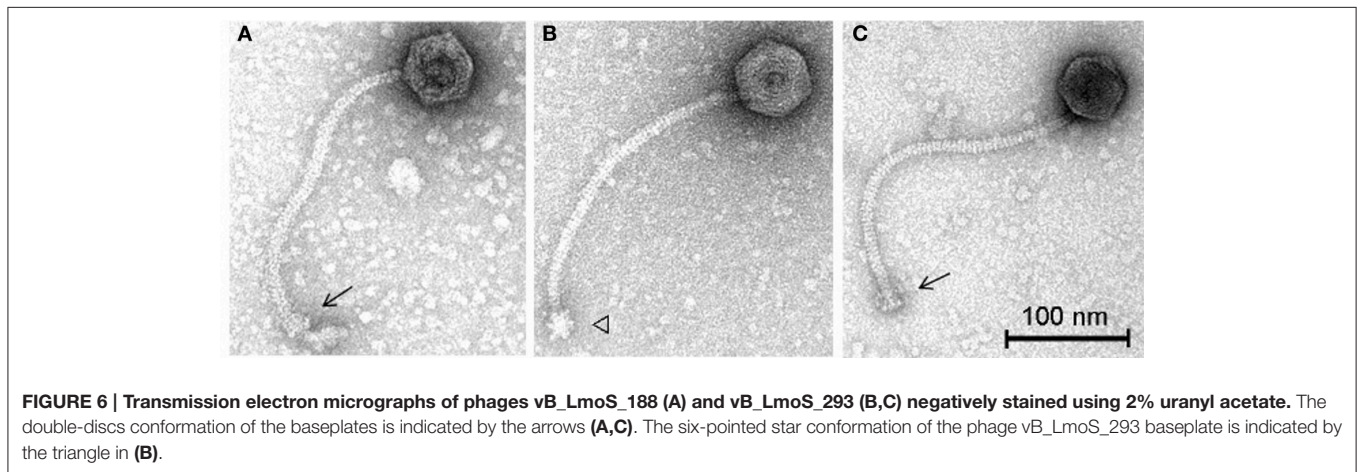 A
B
C
100 nm
FIGURE 6 | Transmission electron micrographs of phages vB_LmoS_188 (A) and vB_LmoS_293 (B,C) negatively stained using 2% uranyl acetate. The
double-discs conformation of the baseplates is indicated by the arrows (A,C). The six-pointed star conformation of the phage vB_LmoS_293 baseplate is indicated by
the triangle in (B).